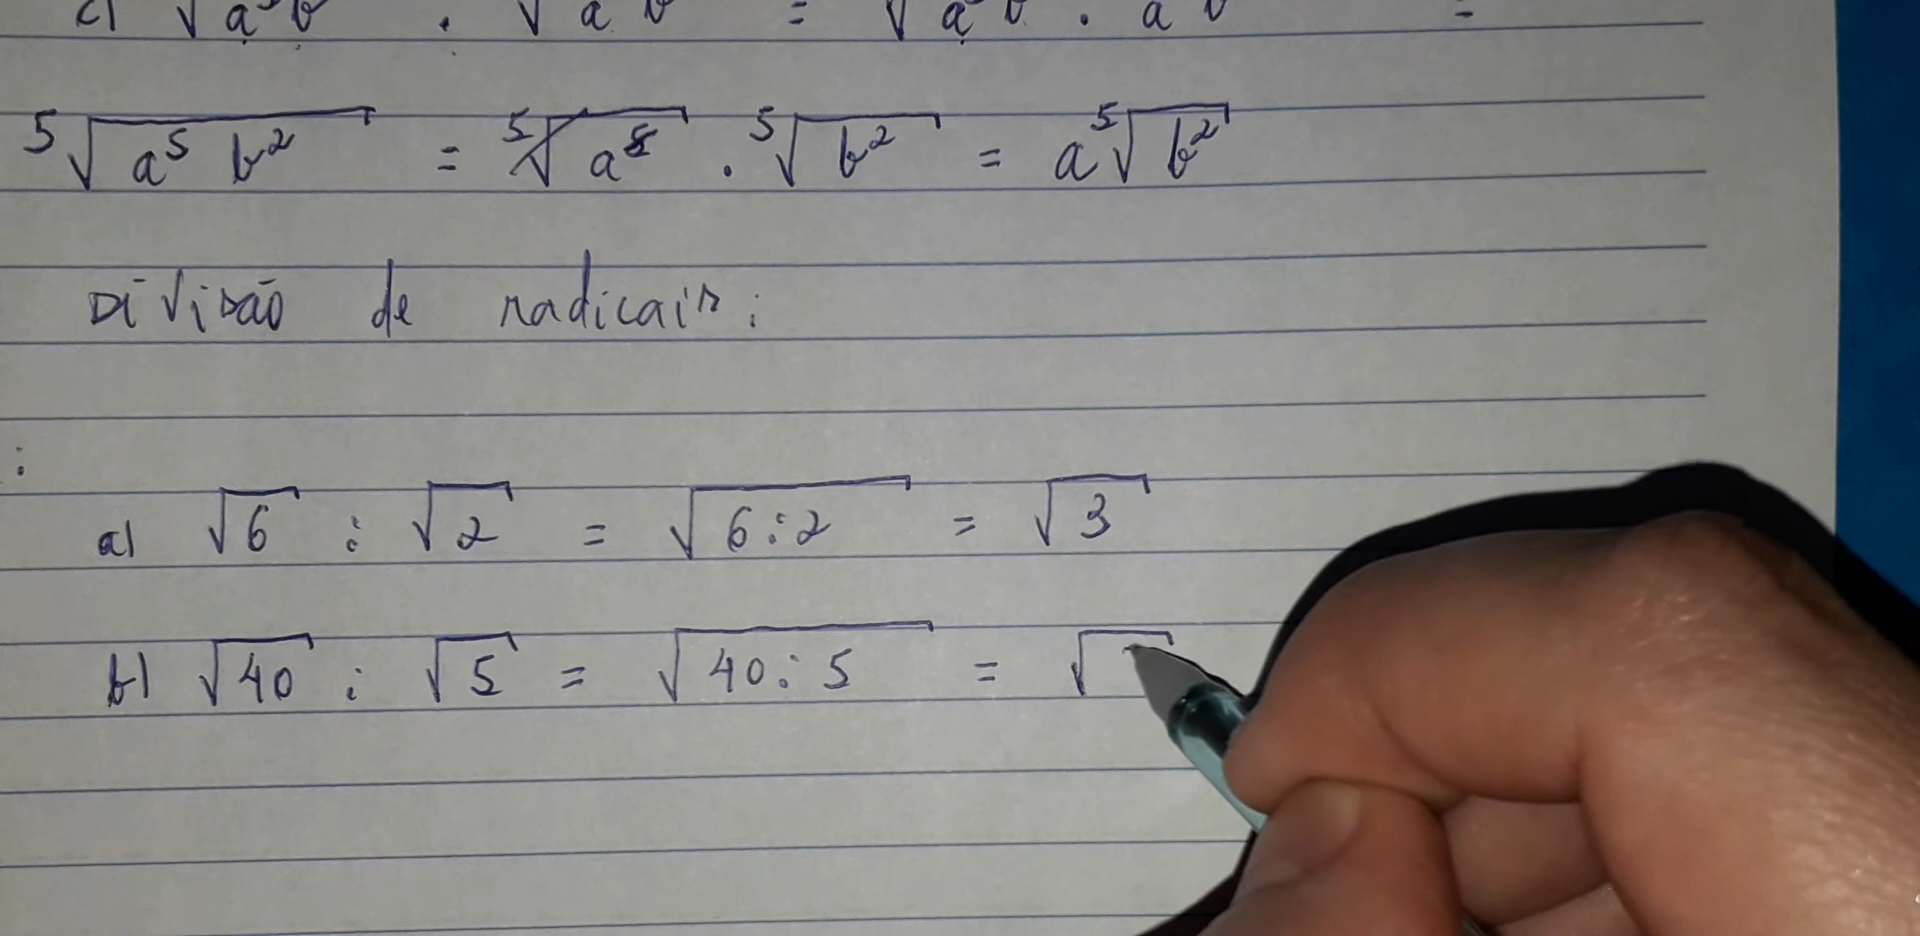 ⁵√(a⁵ b²) = ⁵√(a⁵) . ⁵√(b²) = a ⁵√(b²)
Divisão de radicais:
:
a) √6 : √2 = √(6:2) = √3
b) √40 : √5 = √(40:5) = √